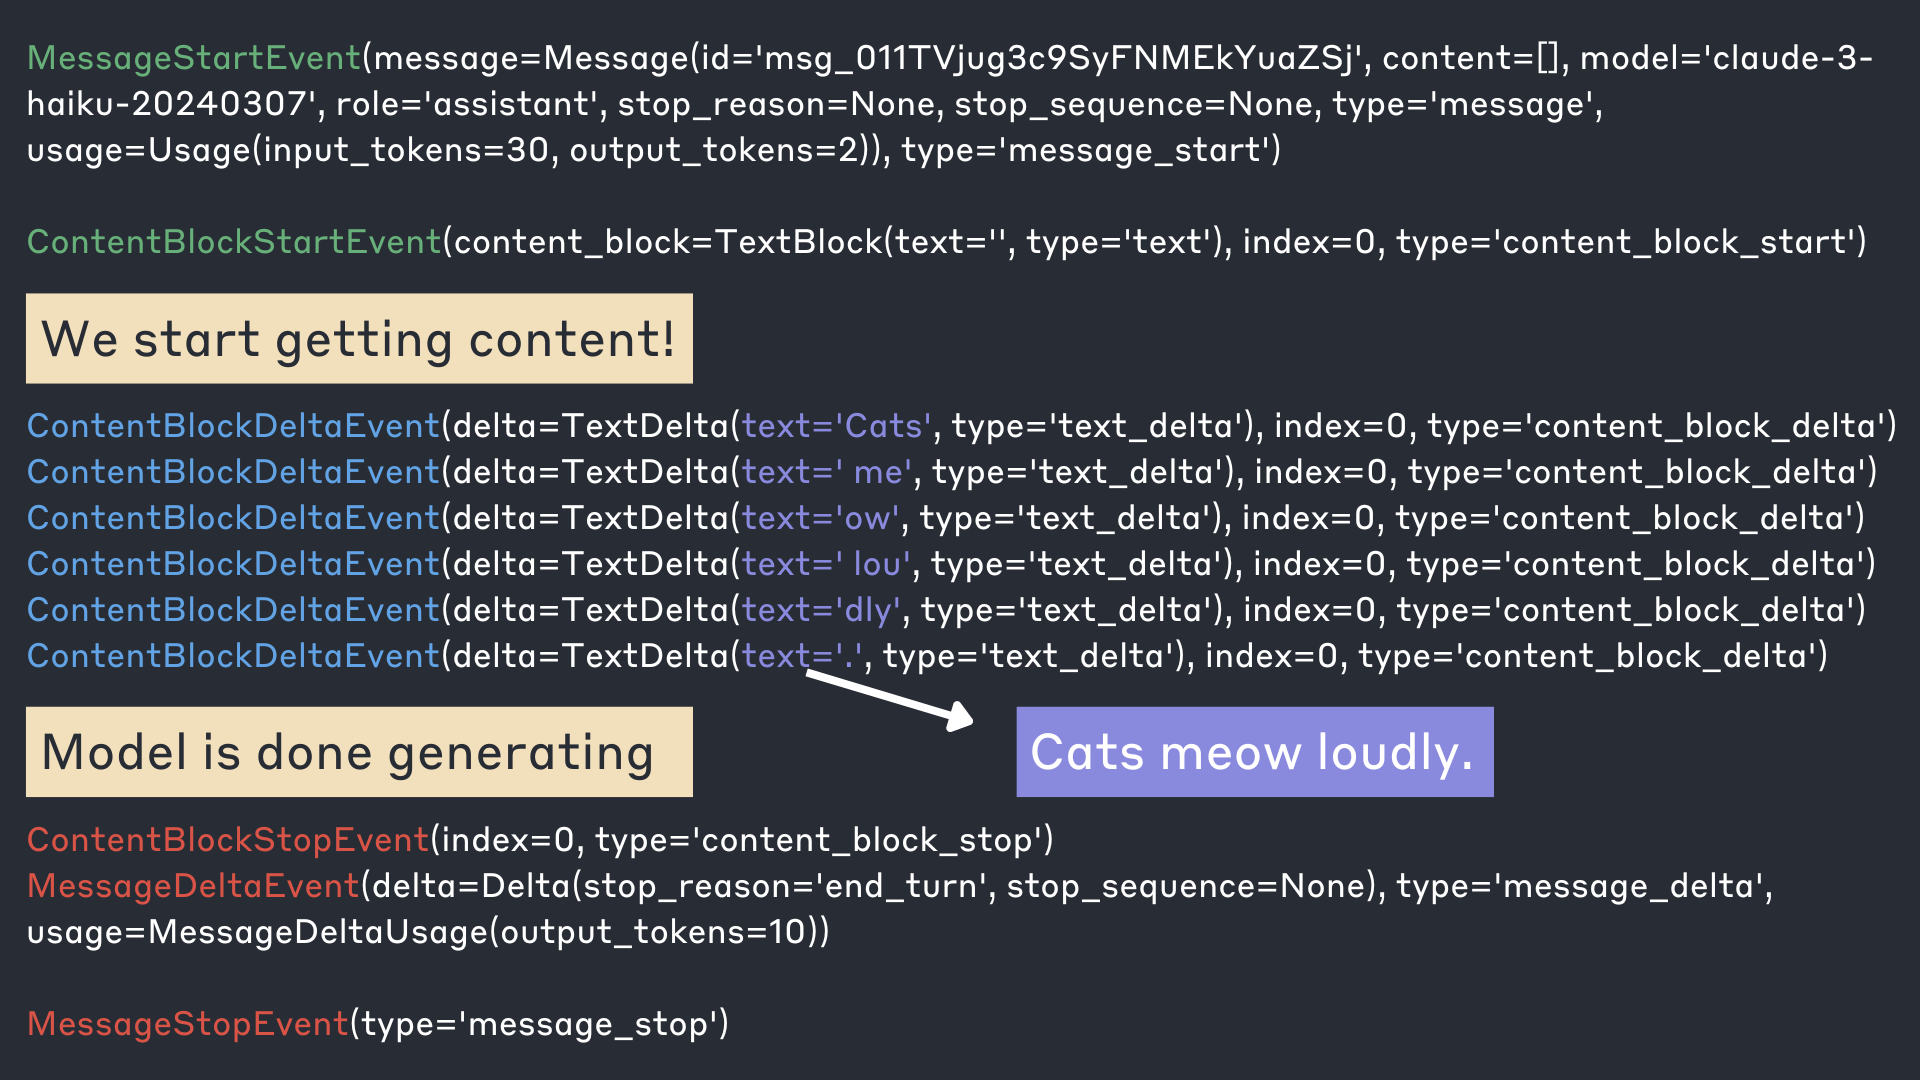 MessageStartEvent(message=Message(id='msg_011TVjug3c9SyFNMEkYuaZSj', content=[], model='claude-3-
haiku-20240307', role='assistant', stop_reason=None, stop_sequence=None, type='message',
usage=Usage(input_tokens=30, output_tokens=2)), type='message_start')
ContentBlockStartEvent(content_block=TextBlock(text='', type='text'), index=0, type='content_block_start')
We start getting content!
ContentBlockDeltaEvent(delta=TextDelta(text='Cats', type='text_delta'), index=0, type='content_block_delta')
ContentBlockDeltaEvent(delta=TextDelta(text=' me', type='text_delta'), index=0, type='content_block_delta')
ContentBlockDeltaEvent(delta=TextDelta(text='ow', type='text_delta'), index=0, type='content_block_delta')
ContentBlockDeltaEvent(delta=TextDelta(text=' lou', type='text_delta'), index=0, type='content_block_delta')
ContentBlockDeltaEvent(delta=TextDelta(text='dly', type='text_delta'), index=0, type='content_block_delta')
ContentBlockDeltaEvent(delta=TextDelta(text='.', type='text_delta'), index=0, type='content_block_delta')
Model is done generating
Cats meow loudly.
ContentBlockStopEvent(index=0, type='content_block_stop')
MessageDeltaEvent(delta=Delta(stop_reason='end_turn', stop_sequence=None), type='message_delta',
usage=MessageDeltaUsage(output_tokens=10))
MessageStopEvent(type='message_stop')